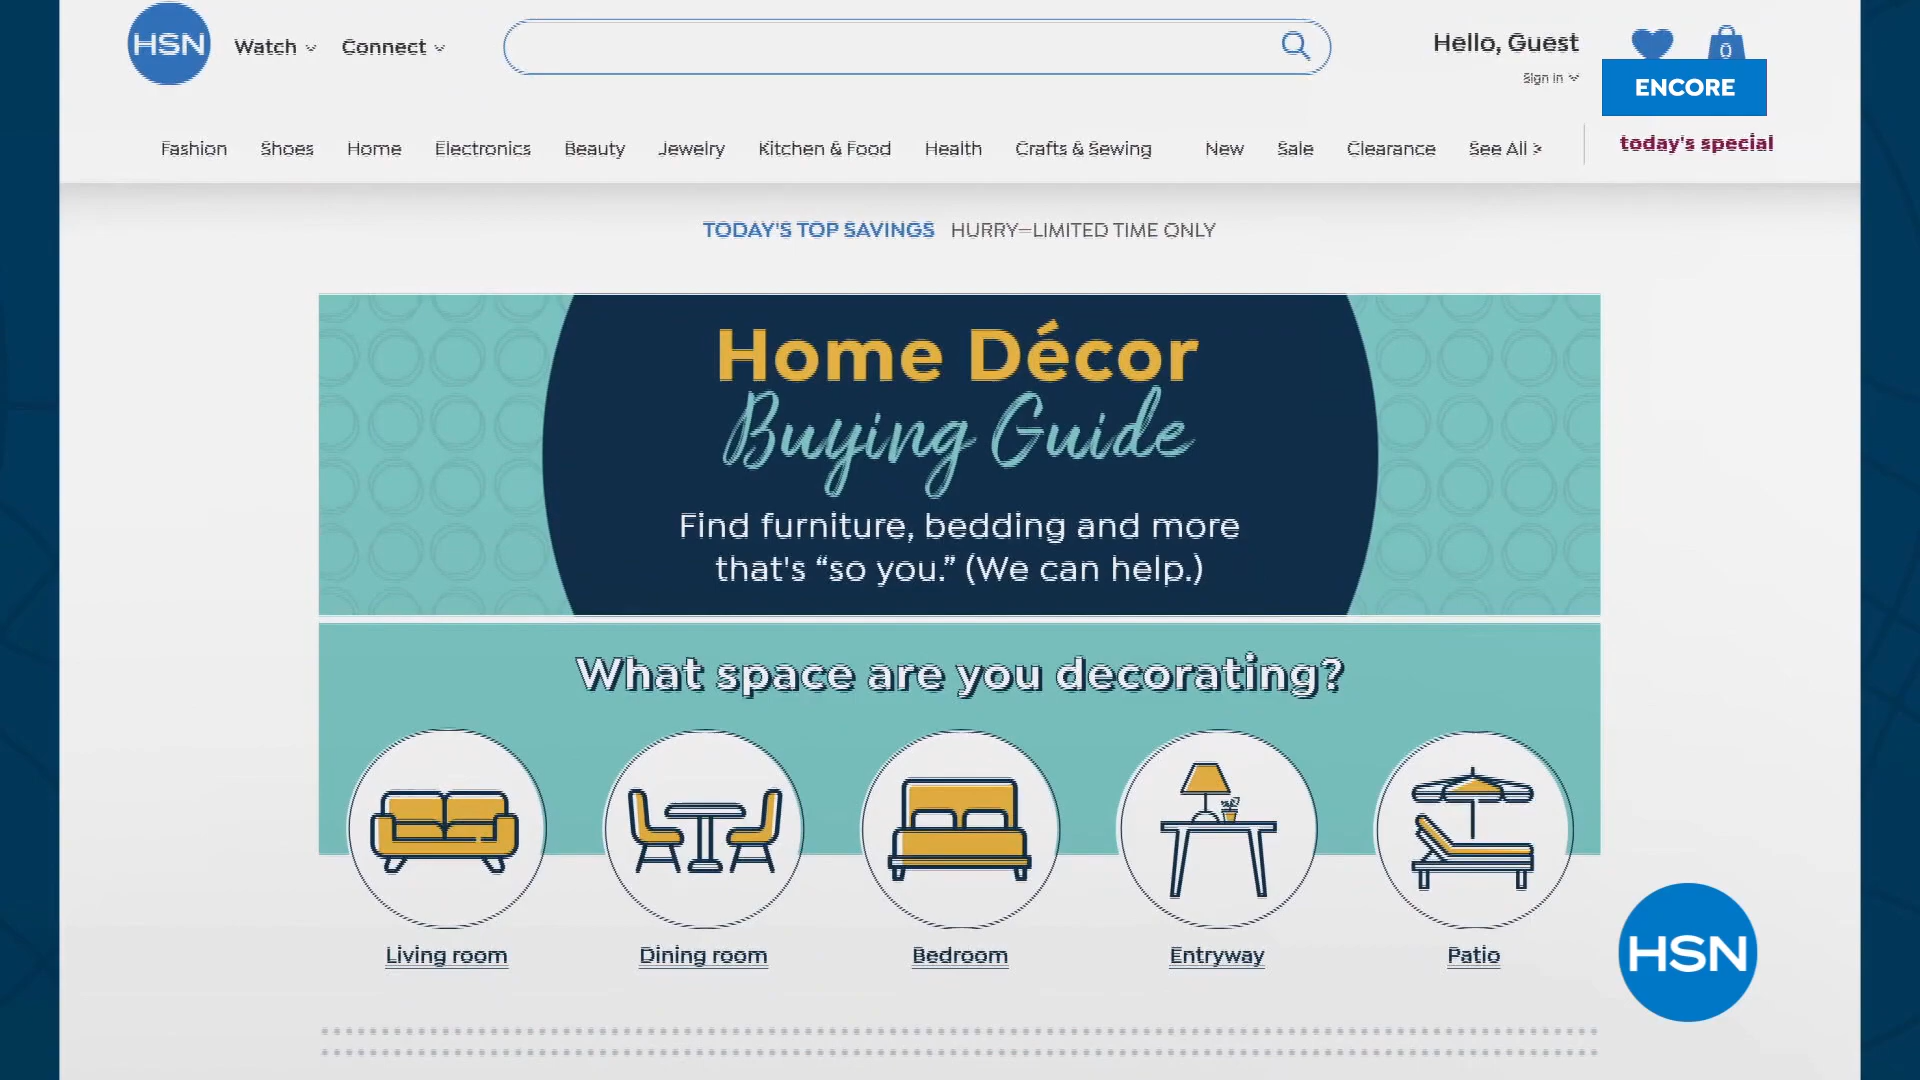 HSN Watch Connect Hello, Guest 0
Sign in
ENCORE
Fashion Shoes Home Electronics Beauty Jewelry Kitchen & Food Health Crafts & Sewing New Sale Clearance See All > today's special
TODAY'S TOP SAVINGS HURRY—LIMITED TIME ONLY
Home Décor
Buying Guide
Find furniture, bedding and more
that's “so you.” (We can help.)
What space are you decorating?
Living room Dining room Bedroom Entryway Patio
HSN